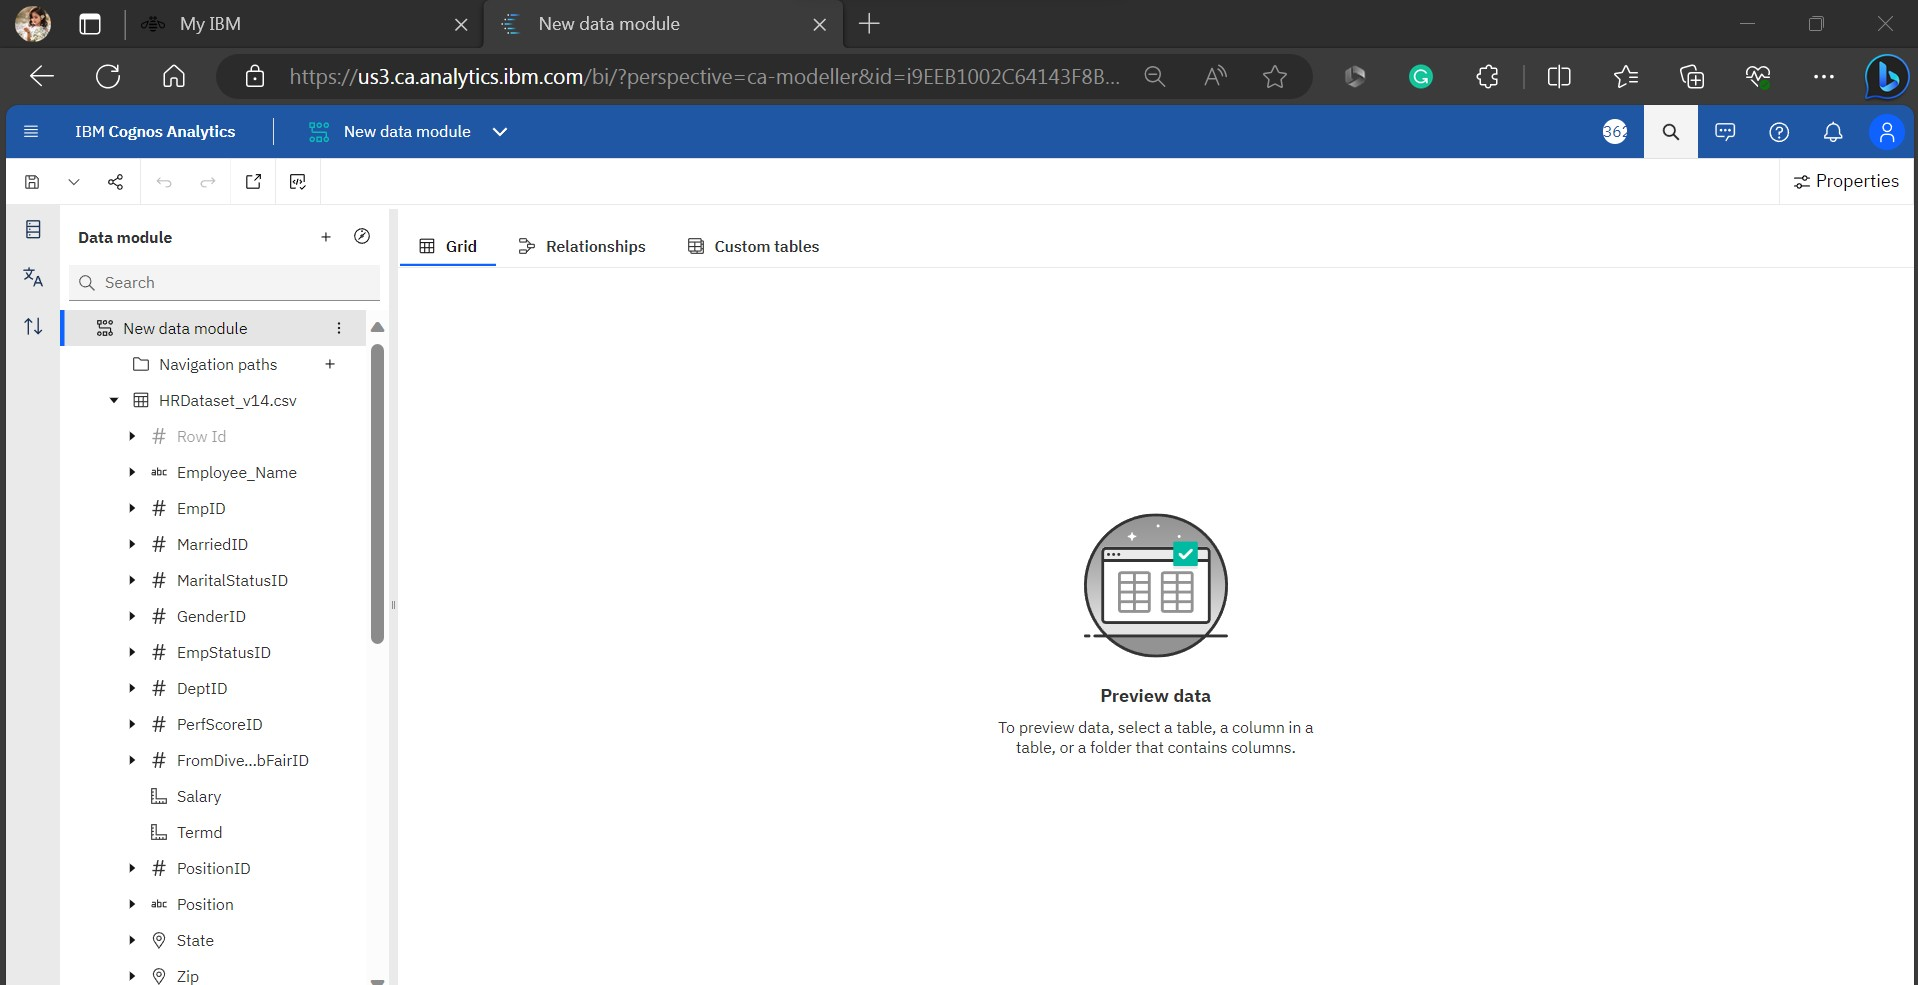 My IBM
New data module
https://us3.ca.analytics.ibm.com/bi/?perspective=ca-modeller&id=i9EEB1002C64143F8B...
IBM Cognos Analytics
New data module
362
Properties
Data module
Search
New data module
Navigation paths
HRDataset_v14.csv
# Row Id
abc Employee_Name
# EmpID
# MarriedID
# MaritalStatusID
# GenderID
# EmpStatusID
# DeptID
# PerfScoreID
# FromDive...bFairID
Salary
Termd
# PositionID
abc Position
State
Zip
Grid
Relationships
Custom tables
Preview data
To preview data, select a table, a column in a
table, or a folder that contains columns.